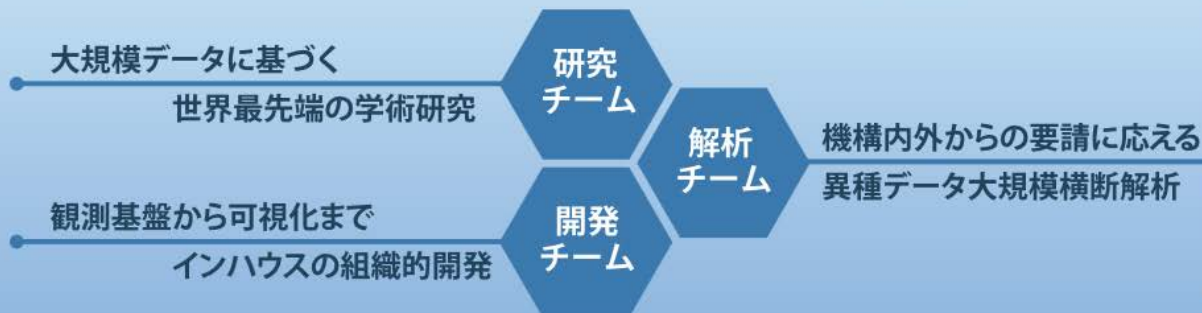 大規模データに基づく
世界最先端の学術研究
研究
チーム
解析
チーム
機構内外からの要請に応える
異種データ大規模横断解析
観測基盤から可視化まで
インハウスの組織的開発
開発
チーム